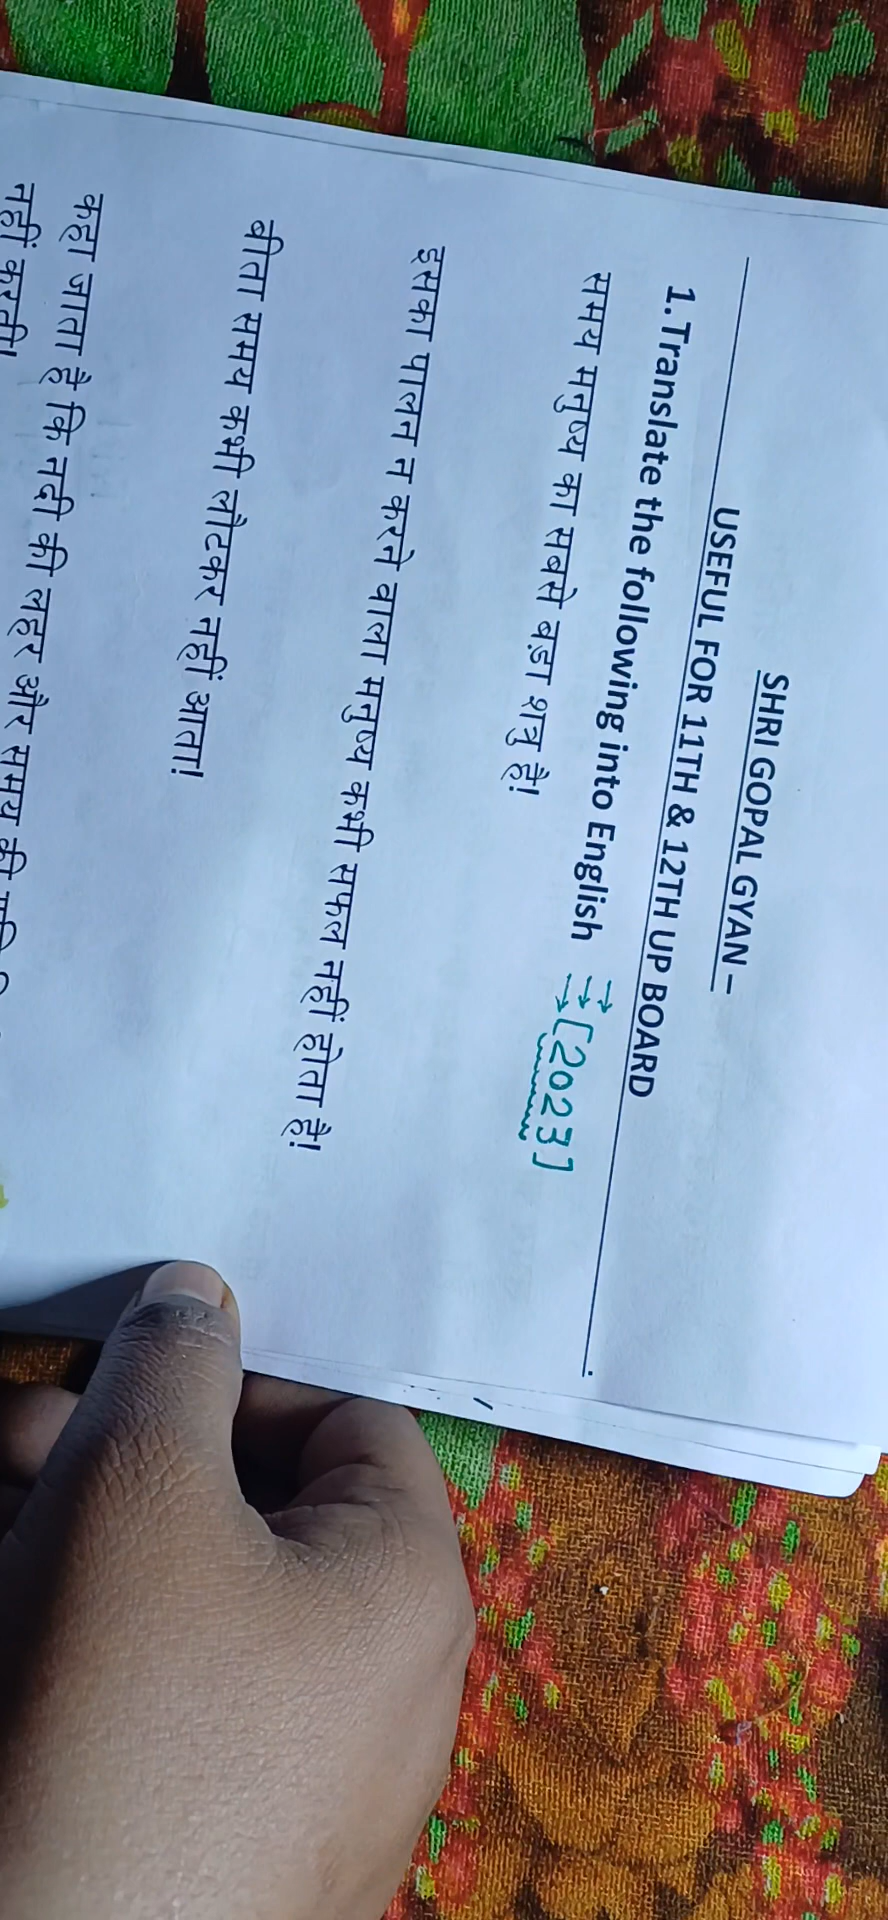 SHRI GOPAL GYAN –
USEFUL FOR 11TH & 12TH UP BOARD
1. Translate the following into English ⇉ [2023]
समय मनुष्य का सबसे बड़ा शत्रु है!
इसका पालन न करने वाला मनुष्य कभी सफल नहीं होता है!
बीता समय कभी लौटकर नहीं आता!
कहा जाता है कि नदी की लहर और समय की
नहीं करती!